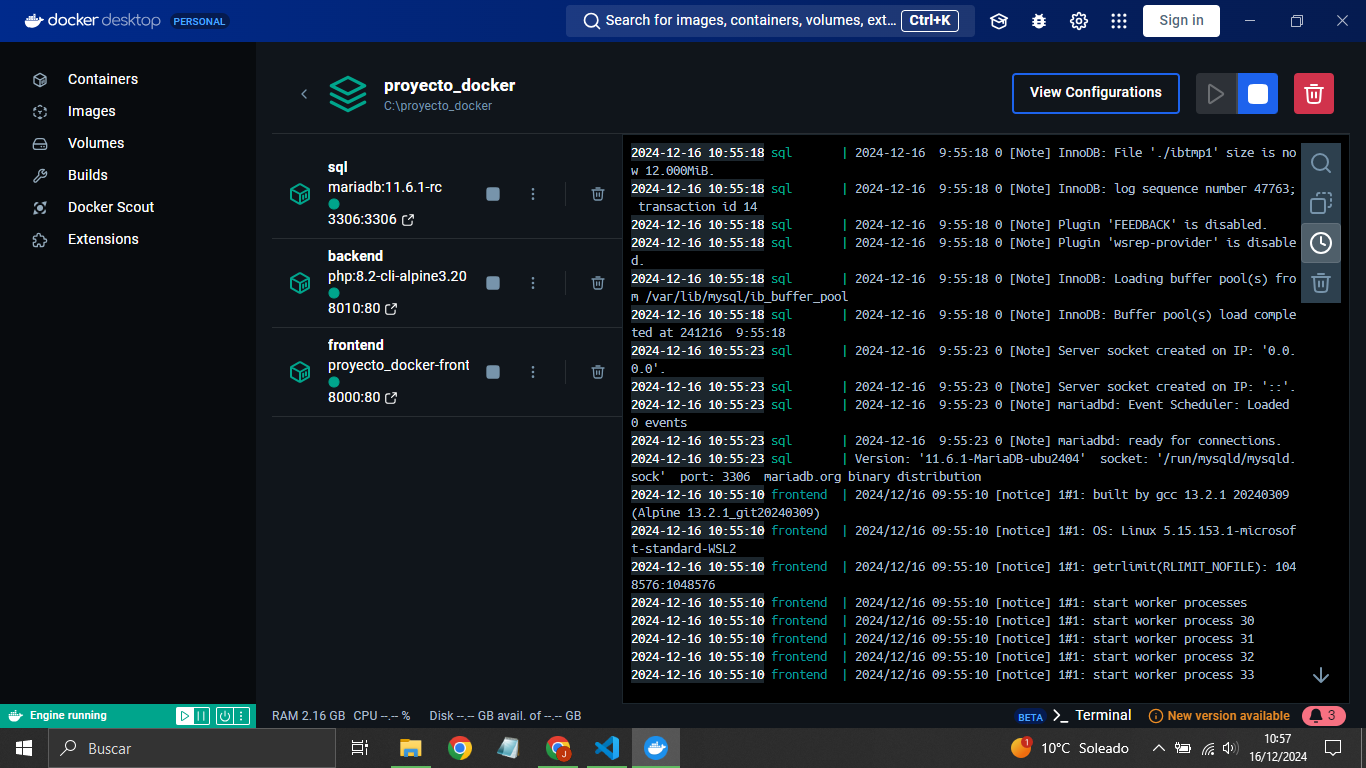 docker desktop PERSONAL
Search for images, containers, volumes, ext... Ctrl+K
Sign in
Containers
Images
Volumes
Builds
Docker Scout
Extensions
proyecto_docker
C:\proyecto_docker
View Configurations
sql
mariadb:11.6.1-rc
3306:3306
backend
php:8.2-cli-alpine3.20
8010:80
frontend
proyecto_docker-front
8000:80
2024-12-16 10:55:18 sql | 2024-12-16 9:55:18 0 [Note] InnoDB: File './ibtmp1' size is no
w 12.000MiB.
2024-12-16 10:55:18 sql | 2024-12-16 9:55:18 0 [Note] InnoDB: log sequence number 47763;
transaction id 14
2024-12-16 10:55:18 sql | 2024-12-16 9:55:18 0 [Note] Plugin 'FEEDBACK' is disabled.
2024-12-16 10:55:18 sql | 2024-12-16 9:55:18 0 [Note] Plugin 'wsrep-provider' is disable
d.
2024-12-16 10:55:18 sql | 2024-12-16 9:55:18 0 [Note] InnoDB: Loading buffer pool(s) fro
m /var/lib/mysql/ib_buffer_pool
2024-12-16 10:55:18 sql | 2024-12-16 9:55:18 0 [Note] InnoDB: Buffer pool(s) load comple
ted at 241216 9:55:18
2024-12-16 10:55:23 sql | 2024-12-16 9:55:23 0 [Note] Server socket created on IP: '0.0.
0.0'.
2024-12-16 10:55:23 sql | 2024-12-16 9:55:23 0 [Note] Server socket created on IP: '::'.
2024-12-16 10:55:23 sql | 2024-12-16 9:55:23 0 [Note] mariadbd: Event Scheduler: Loaded
0 events
2024-12-16 10:55:23 sql | 2024-12-16 9:55:23 0 [Note] mariadbd: ready for connections.
2024-12-16 10:55:23 sql | Version: '11.6.1-MariaDB-ubu2404' socket: '/run/mysqld/mysqld.
sock' port: 3306 mariadb.org binary distribution
2024-12-16 10:55:10 frontend | 2024/12/16 09:55:10 [notice] 1#1: built by gcc 13.2.1 20240309
(Alpine 13.2.1_git20240309)
2024-12-16 10:55:10 frontend | 2024/12/16 09:55:10 [notice] 1#1: OS: Linux 5.15.153.1-microsof
t-standard-WSL2
2024-12-16 10:55:10 frontend | 2024/12/16 09:55:10 [notice] 1#1: getrlimit(RLIMIT_NOFILE): 104
8576:1048576
2024-12-16 10:55:10 frontend | 2024/12/16 09:55:10 [notice] 1#1: start worker processes
2024-12-16 10:55:10 frontend | 2024/12/16 09:55:10 [notice] 1#1: start worker process 30
2024-12-16 10:55:10 frontend | 2024/12/16 09:55:10 [notice] 1#1: start worker process 31
2024-12-16 10:55:10 frontend | 2024/12/16 09:55:10 [notice] 1#1: start worker process 32
2024-12-16 10:55:10 frontend | 2024/12/16 09:55:10 [notice] 1#1: start worker process 33
Engine running
RAM 2.16 GB CPU --.-- % Disk --.-- GB avail. of --.-- GB
BETA Terminal
New version available
3
Buscar
J
1
10°C Soleado
10:57
16/12/2024